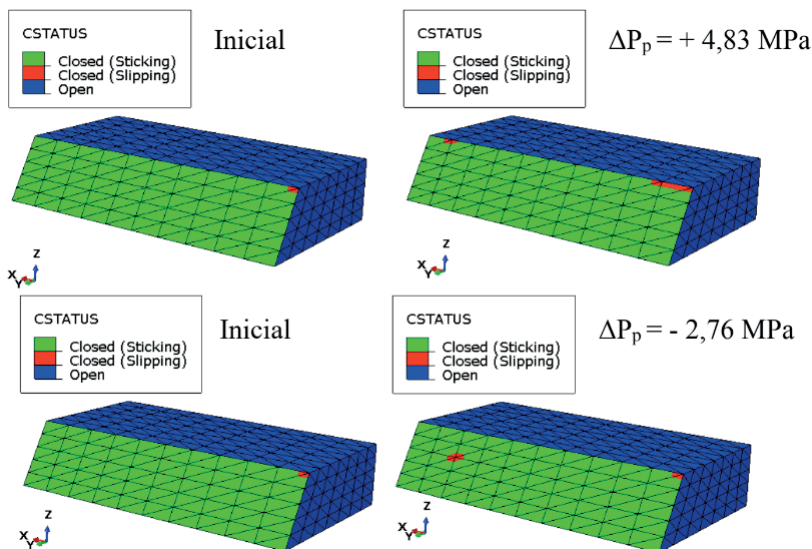 CSTATUS
Inicial
Closed (Sticking)
Closed (Slipping)
Open
X
Y
Z
CSTATUS
ΔPp = + 4,83 MPa
Closed (Sticking)
Closed (Slipping)
Open
X
Y
Z
CSTATUS
Inicial
Closed (Sticking)
Closed (Slipping)
Open
X
Y
Z
CSTATUS
ΔPp = - 2,76 MPa
Closed (Sticking)
Closed (Slipping)
Open
X
Y
Z